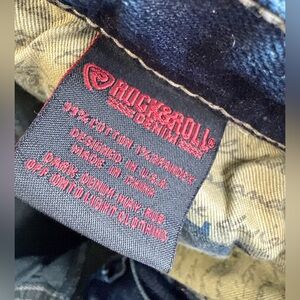 ROCK&ROLL
DENIM
99% COTTON 1% SPANDEX
DESIGNED IN U.S.A
MADE IN CHINA
DARK DENIM MAY RUB
OFF ONTO LIGHT CLOTHING